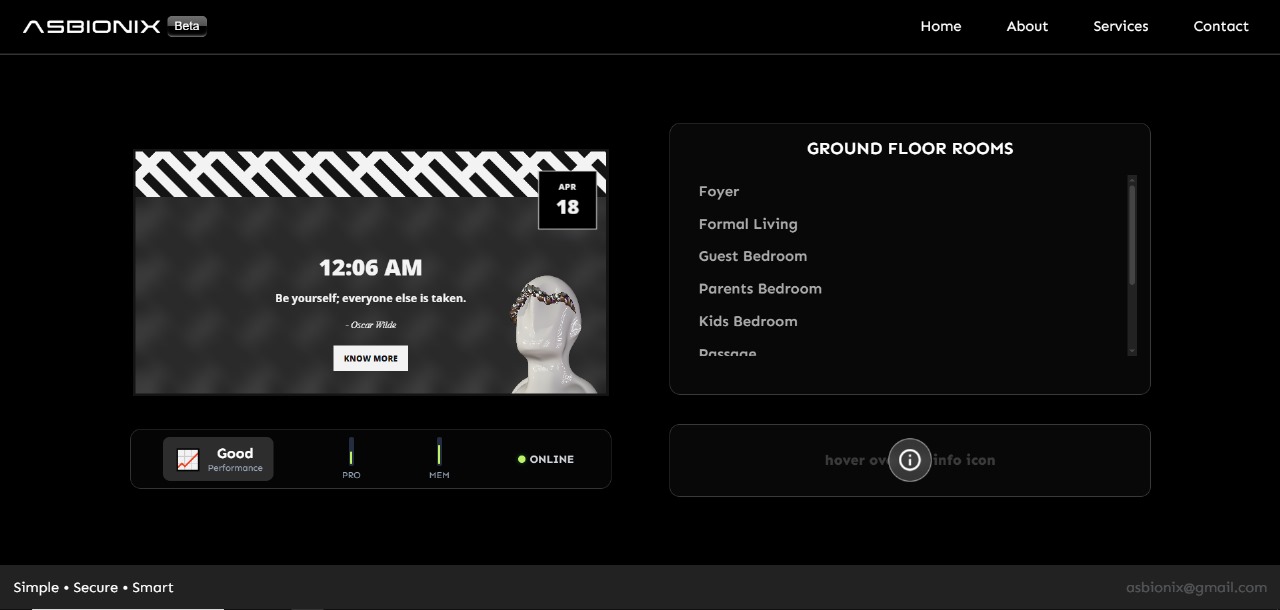 ASBIONIX Beta
Home About Services Contact
APR
18
12:06 AM
Be yourself; everyone else is taken.
- Oscar Wilde
KNOW MORE
Good
Performance
PRO
MEM
ONLINE
GROUND FLOOR ROOMS
Foyer
Formal Living
Guest Bedroom
Parents Bedroom
Kids Bedroom
Passage
hover info icon
Simple • Secure • Smart
asbionix@gmail.com